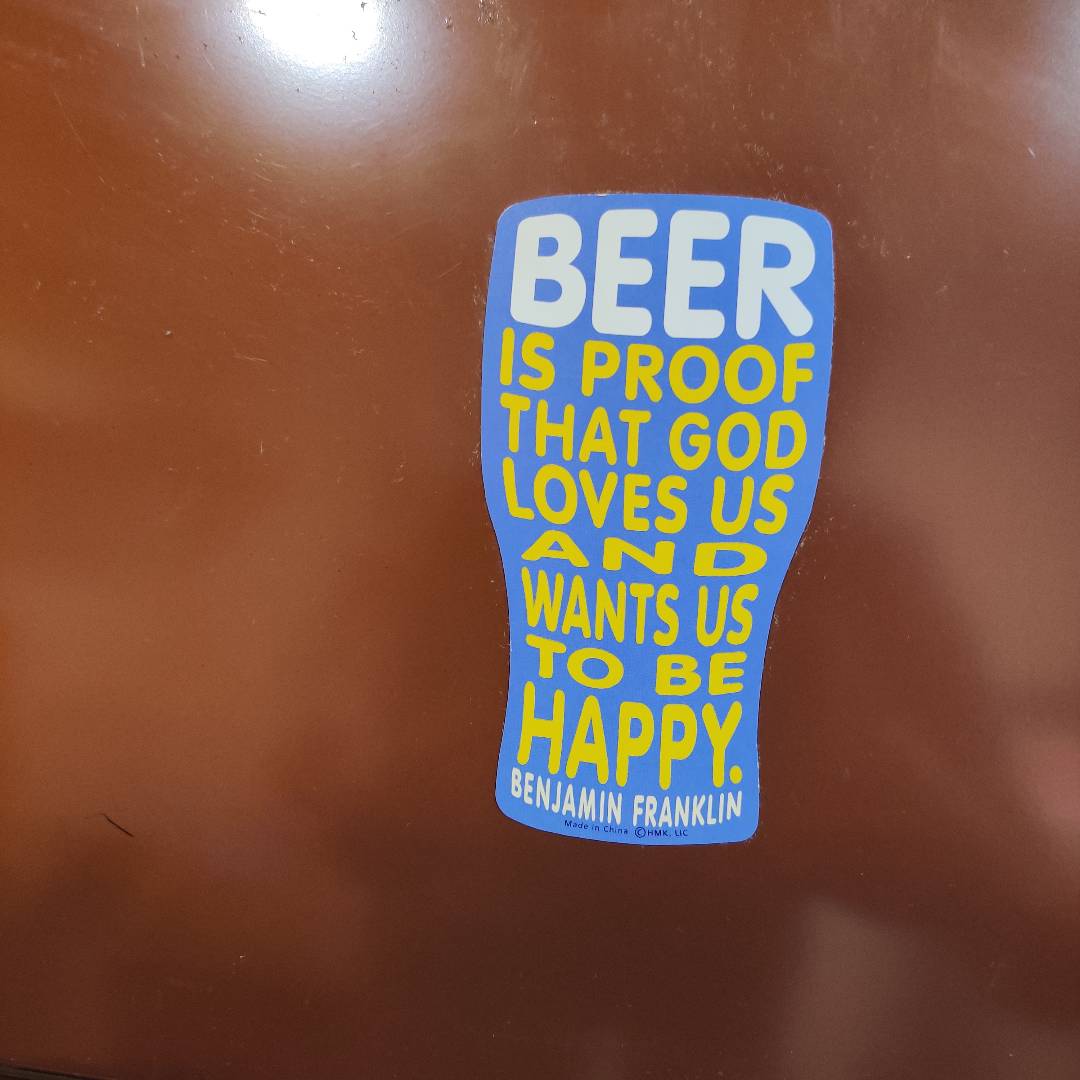 BEER
IS PROOF
THAT GOD
LOVES US
AND
WANTS US
TO BE
HAPPY.
BENJAMIN FRANKLIN
Made in China ©HMK. LIC